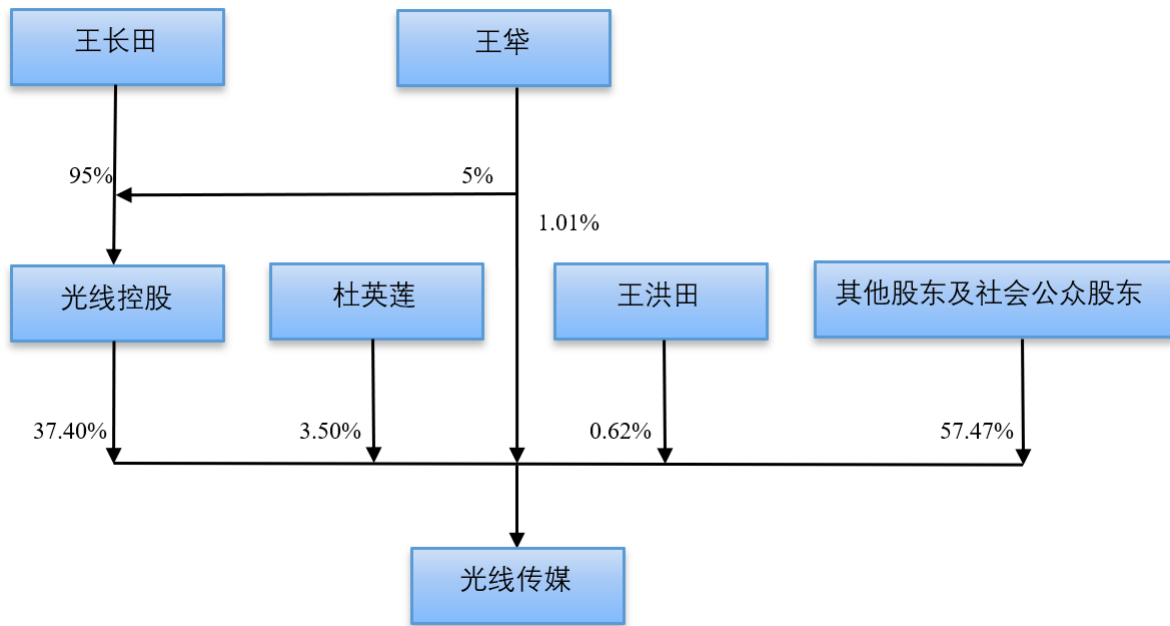 王长田
王牮
95%
5%
1.01%
光线控股
杜英莲
王洪田
其他股东及社会公众股东
37.40%
3.50%
0.62%
57.47%
光线传媒